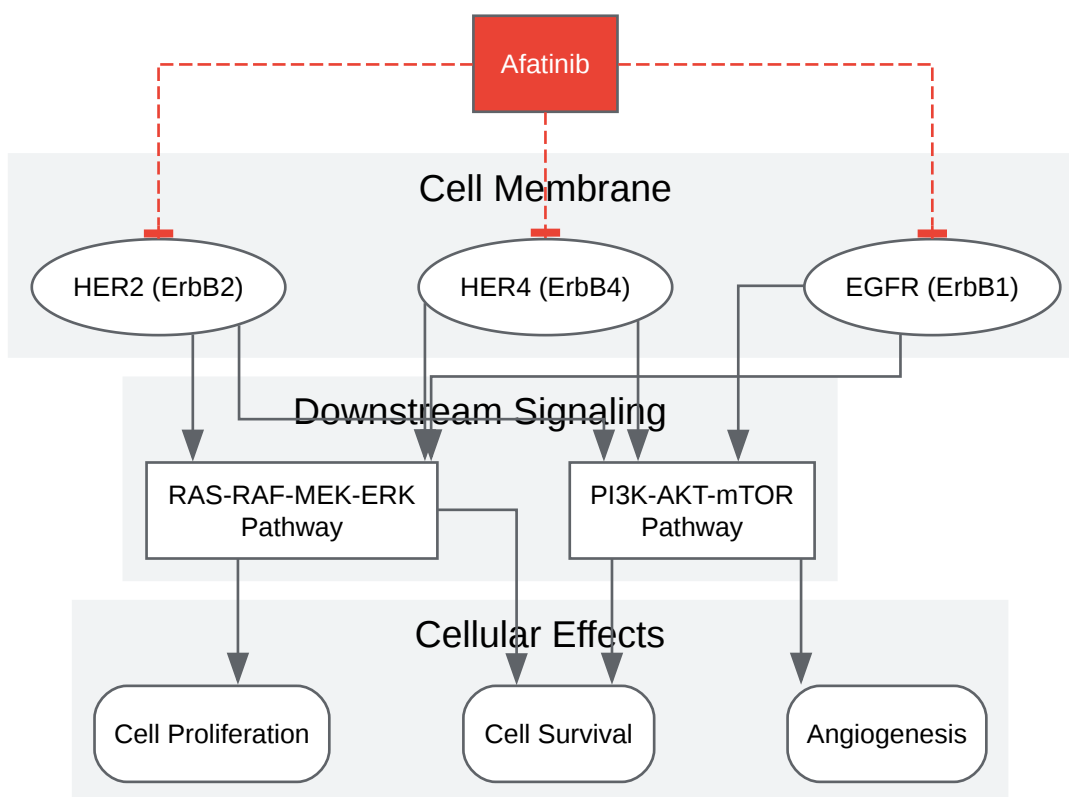 Afatinib
Cell Membrane
HER2 (ErbB2)
HER4 (ErbB4)
EGFR (ErbB1)
Downstream Signaling
RAS-RAF-MEK-ERK
Pathway
PI3K-AKT-mTOR
Pathway
Cellular Effects
Cell Proliferation
Cell Survival
Angiogenesis